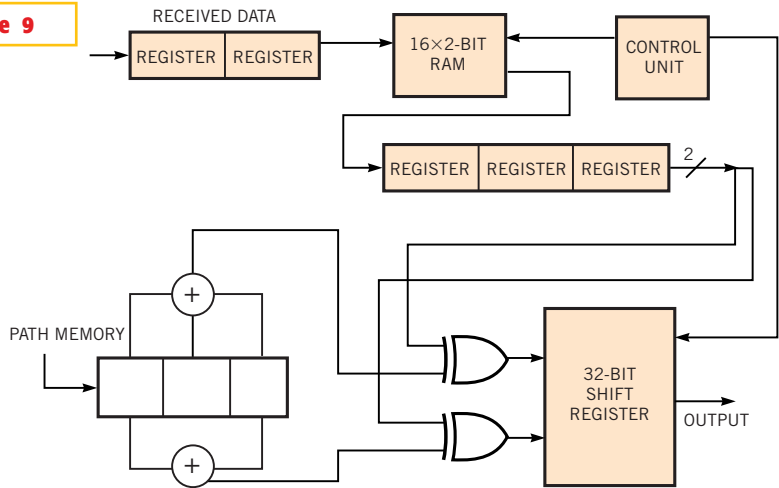 e 9
RECEIVED DATA
REGISTER REGISTER
16×2-BIT
RAM
CONTROL
UNIT
REGISTER REGISTER REGISTER
2
+
PATH MEMORY
+
32-BIT
SHIFT
REGISTER
OUTPUT